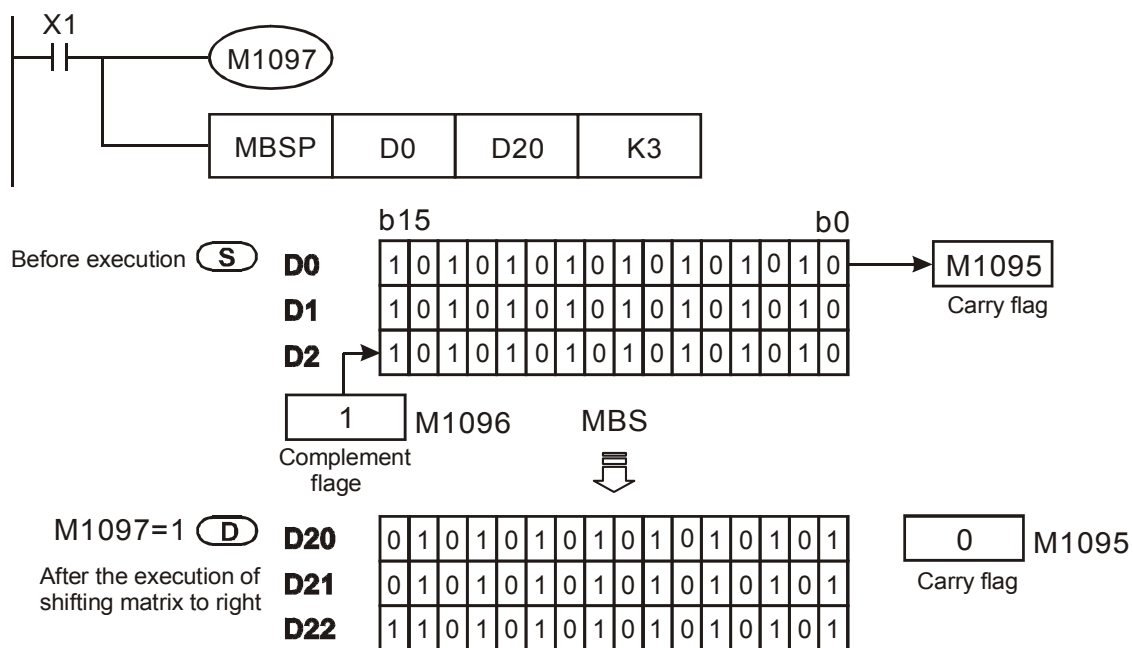 X1
M1097
MBSP D0 D20 K3
b15 b0
Before execution S D0 1 0 1 0 1 0 1 0 1 0 1 0 1 0 1 0 M1095
D1 1 0 1 0 1 0 1 0 1 0 1 0 1 0 1 0 Carry flag
D2 1 0 1 0 1 0 1 0 1 0 1 0 1 0 1 0
1 M1096 MBS
Complement
flage
M1097=1 D D20 0 1 0 1 0 1 0 1 0 1 0 1 0 1 0 1 0 M1095
After the execution of
shifting matrix to right
D21 0 1 0 1 0 1 0 1 0 1 0 1 0 1 0 1 Carry flag
D22 1 1 0 1 0 1 0 1 0 1 0 1 0 1 0 1